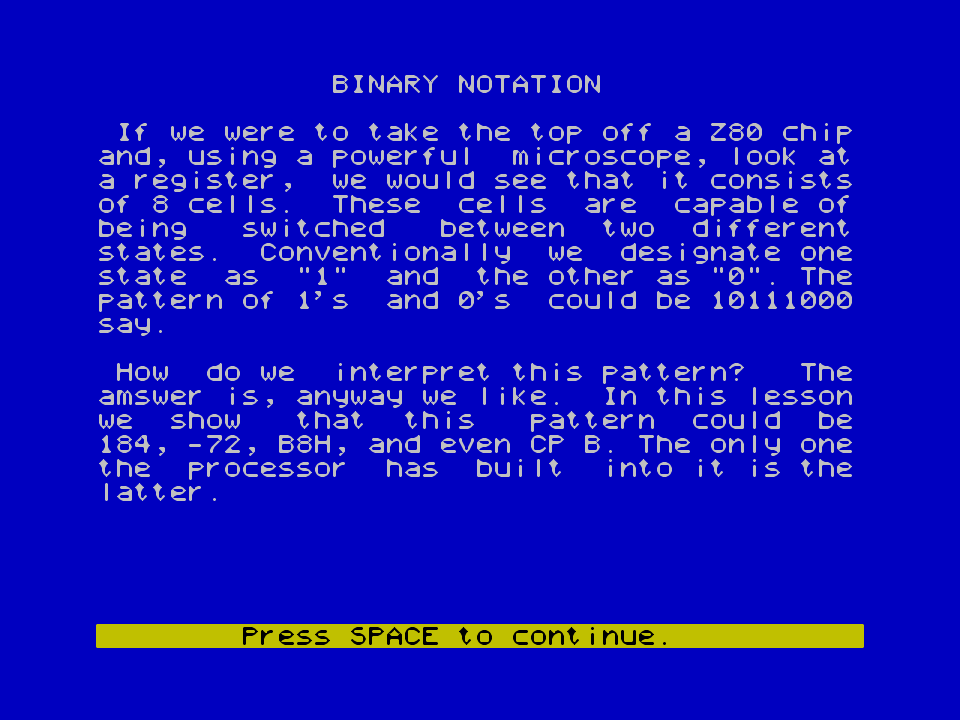 BINARY NOTATION
If we were to take the top off a Z80 chip
and, using a powerful microscope, look at
a register, we would see that it consists
of 8 cells. These cells are capable of
being switched between two different
states. Conventionally we designate one
state as "1" and the other as "0". The
pattern of 1's and 0's could be 10111000
say.
How do we interpret this pattern? The
amswer is, anyway we like. In this lesson
we show that this pattern could be
184, -72, B8H, and even CP B. The only one
the processor has built into it is the
latter.
Press SPACE to continue.